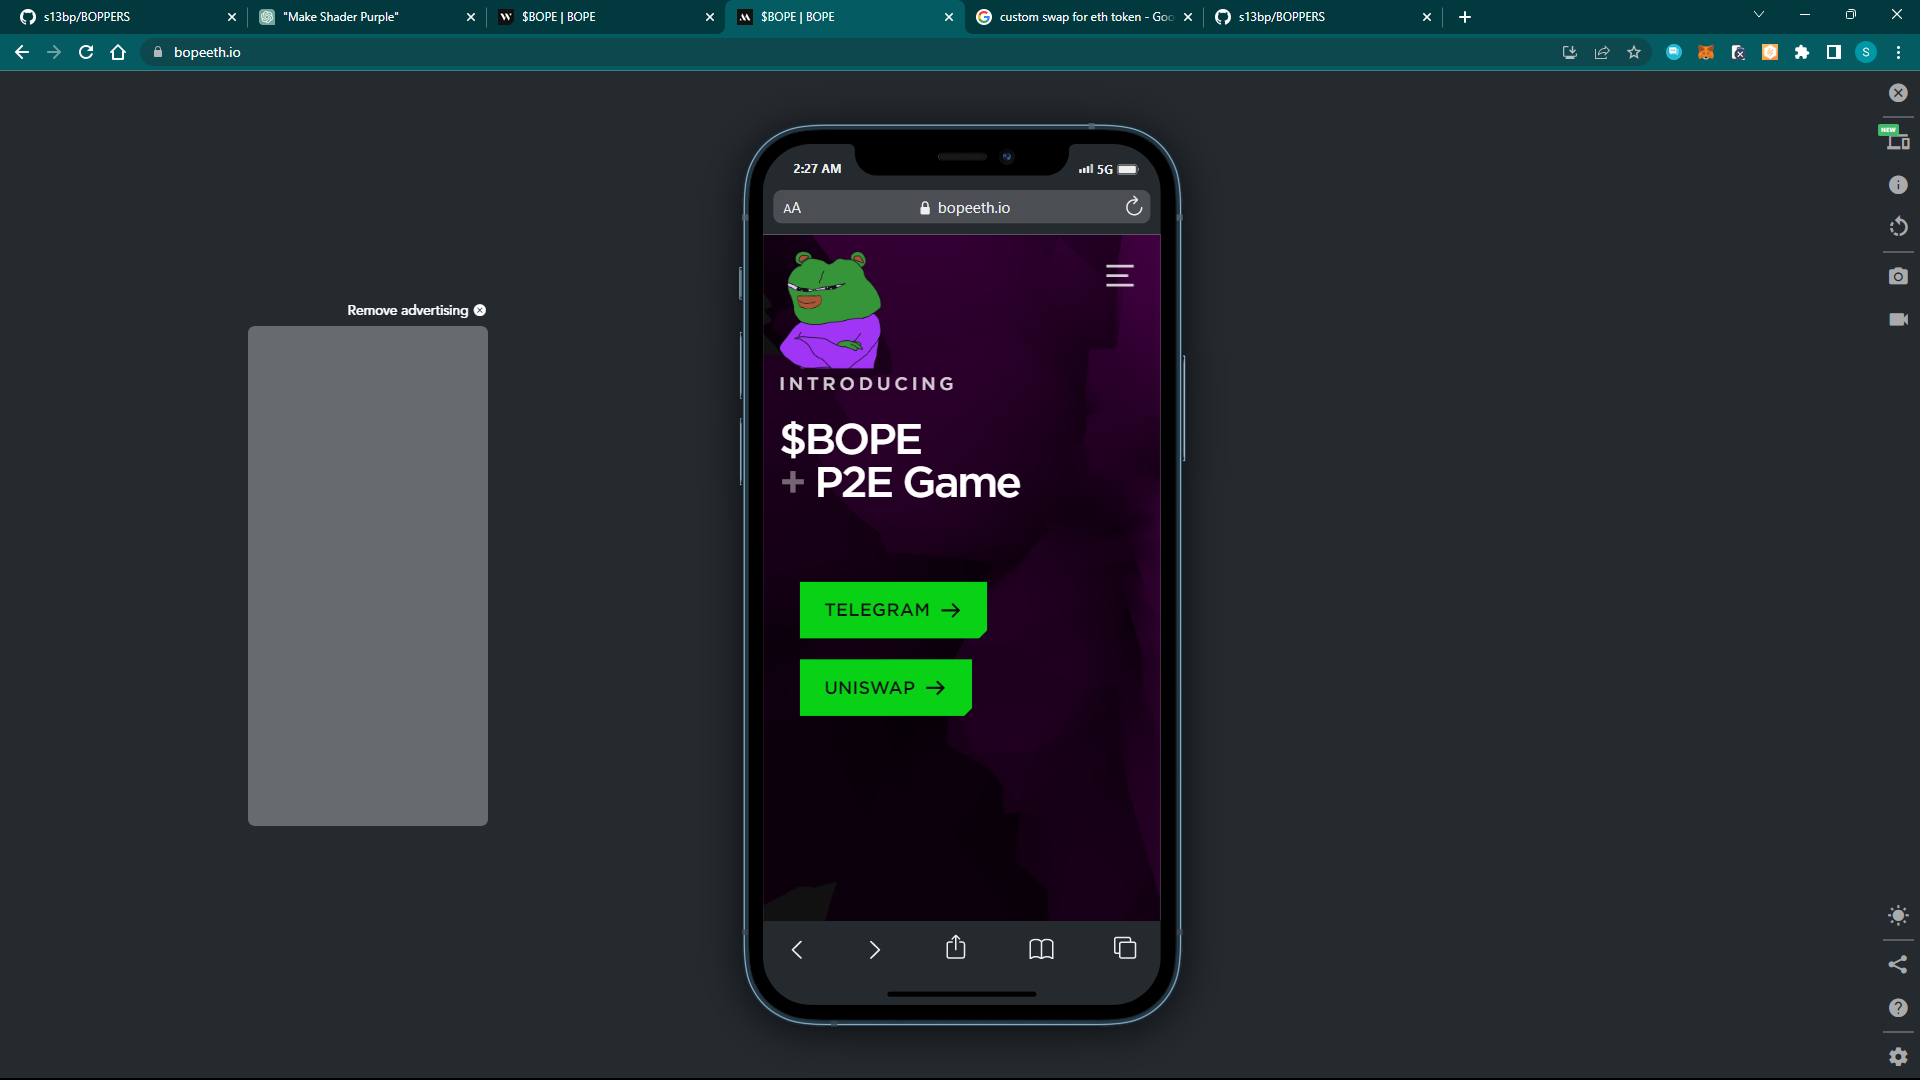 s13bp/BOPPERS
"Make Shader Purple"
$BOPE | BOPE
$BOPE | BOPE
custom swap for eth token - Goo
s13bp/BOPPERS
bopeeth.io
S
NEW
Remove advertising
2:27 AM
5G
AA
bopeeth.io
INTRODUCING
$BOPE
+ P2E Game
TELEGRAM →
UNISWAP →